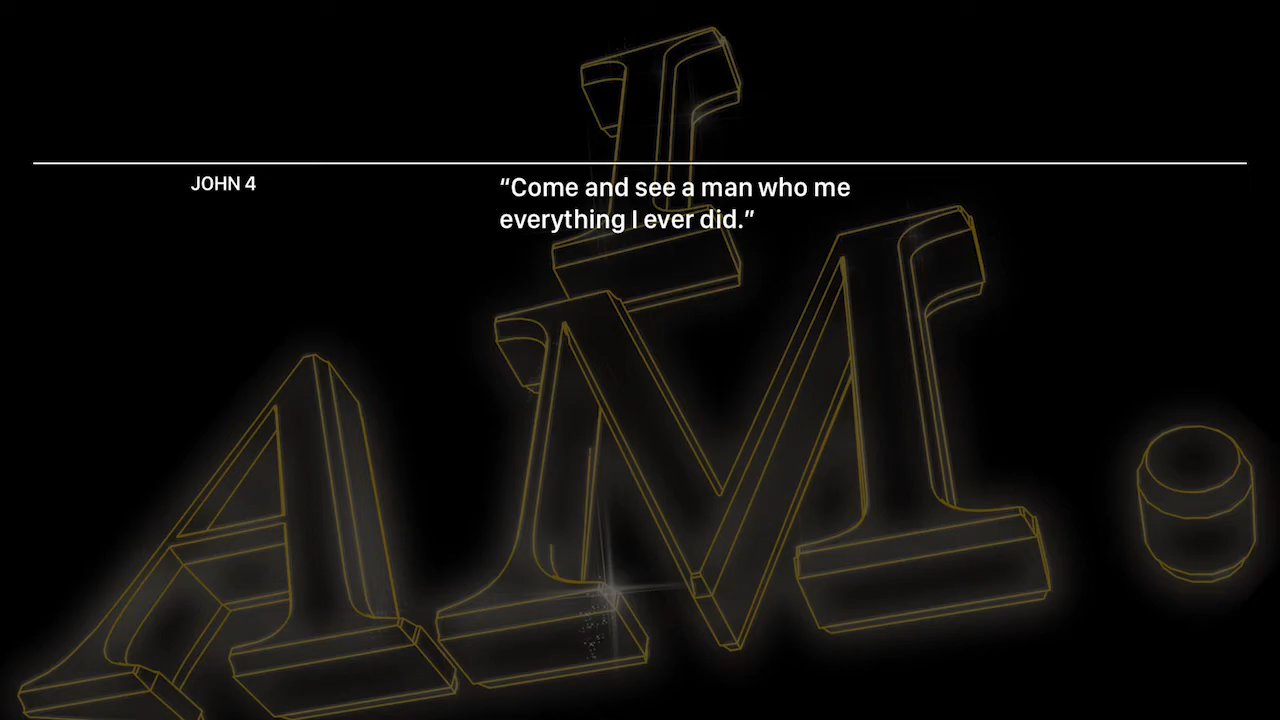 I
JOHN 4
“Come and see a man who me
everything I ever did.”
AM.